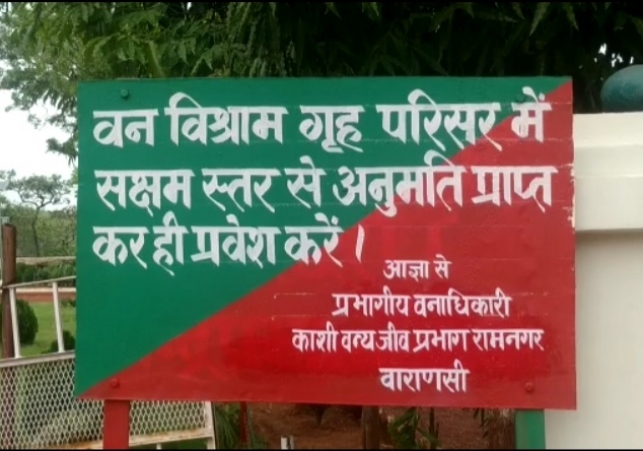 वन विश्राम गृह परिसर में
सक्षम स्तर से अनुमति प्राप्त
कर ही प्रवेश करें।
आज्ञा से
प्रभागीय वनाधिकारी
काशी वन्य जीव प्रभाग रामनगर
वाराणसी